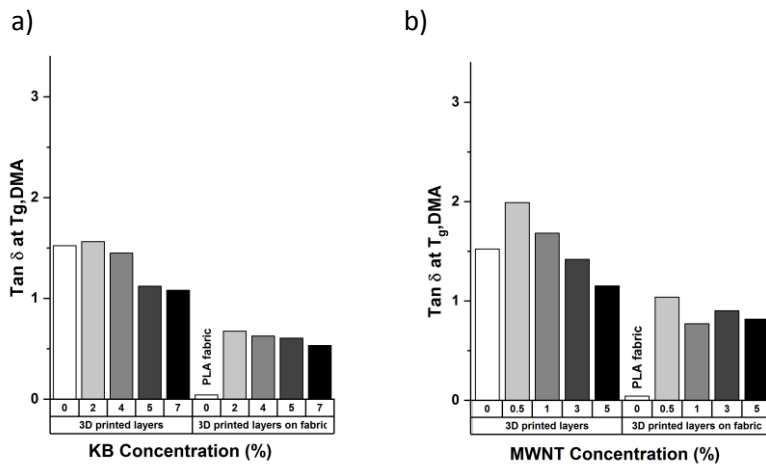 a)
3
2
1
0
Tan δ at Tg,DMA
PLA fabric
0 2 4 5 7 0 2 4 5 7
3D printed layers 3D printed layers on fabric
KB Concentration (%)
b)
3
2
1
0
Tan δ at Tg,DMA
PLA fabric
0 0.5 1 3 5 0 0.5 1 3 5
3D printed layers 3D printed layers on fabric
MWNT Concentration (%)